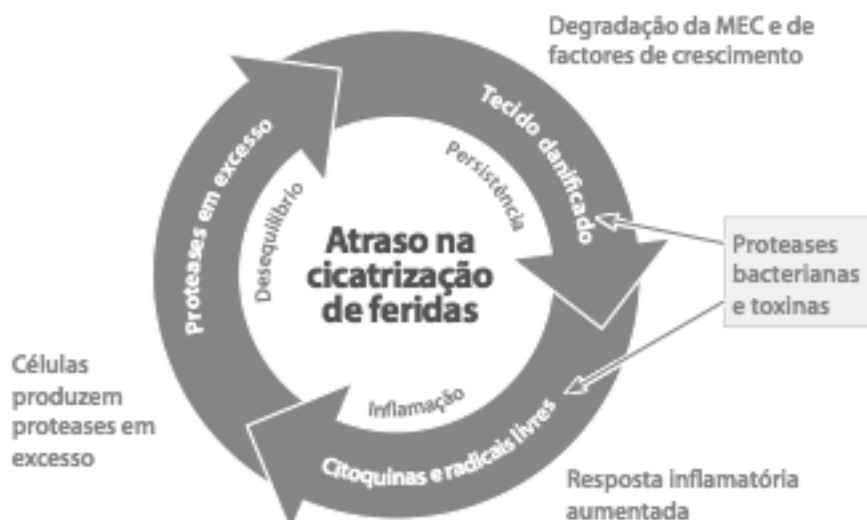 Degradação da MEC e de
factores de crescimento
Tecido danificado
Persistência
Proteases em excesso
Desequilíbrio
Atraso na
cicatrização
de feridas
Proteases
bacterianas
e toxinas
Células
produzem
proteases em
excesso
Inflamação
Citoquinas e radicais livres
Resposta inflamatória
aumentada